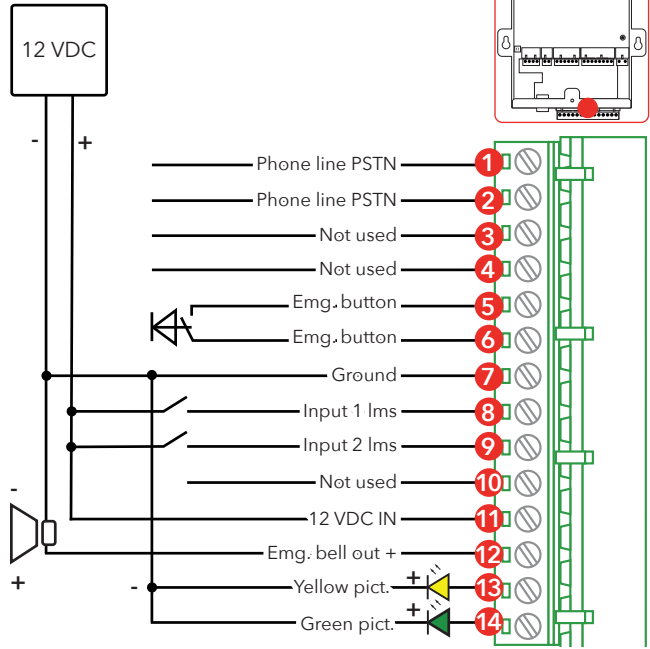 12 VDC
- +
Phone line PSTN 1
Phone line PSTN 2
Not used 3
Not used 4
Emg. button 5
Emg. button 6
Ground 7
Input 1 lms 8
Input 2 lms 9
Not used 10
-
12 VDC IN 11
Emg. bell out + 12
+
- Yellow pict. + 13
Green pict. + 14